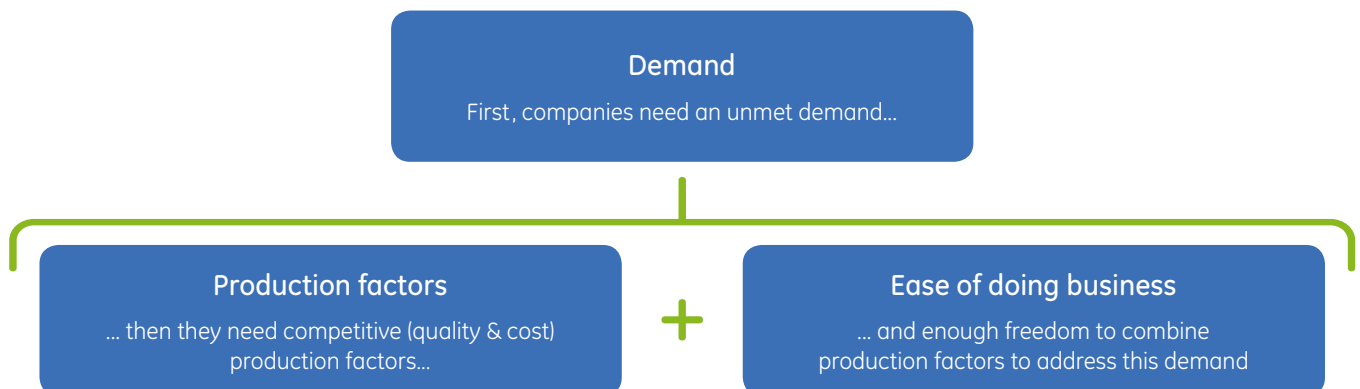 Demand
First, companies need an unmet demand...
Production factors
... then they need competitive (quality & cost)
production factors...
+
Ease of doing business
... and enough freedom to combine
production factors to address this demand